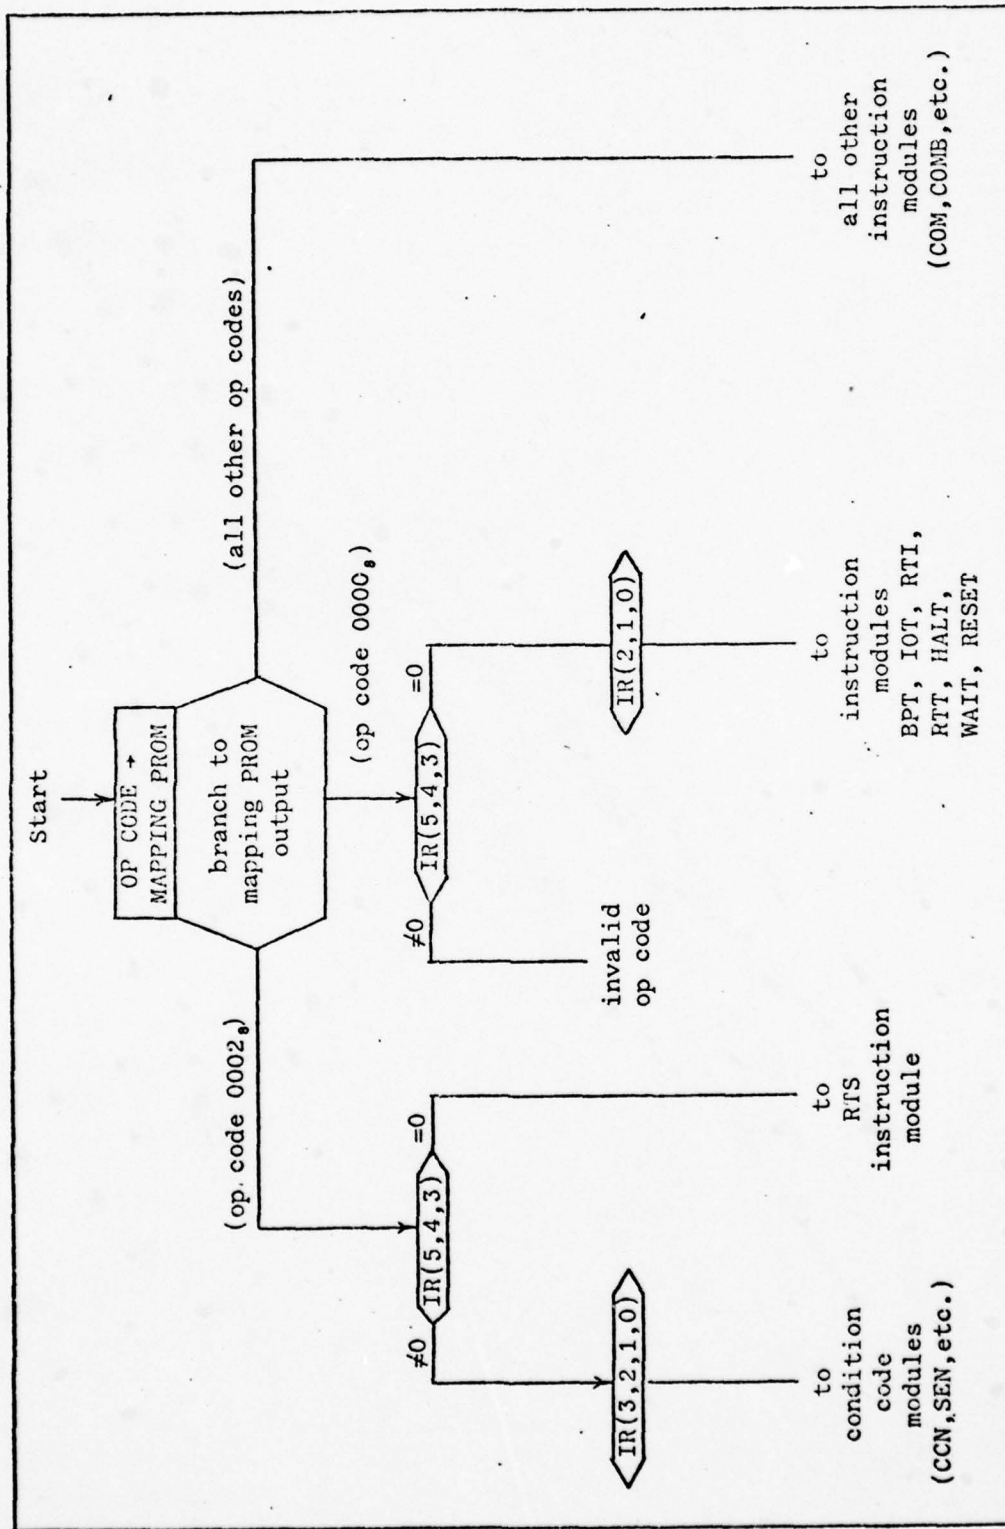 Start
OP CODE →
MAPPING PROM
branch to
mapping PROM
output
(op. code 0002₈)
(op code 000C₈)
(all other op codes)
≠0
IR(5,4,3)
=0
≠0
IR(5,4,3)
=0
IR(3,2,1,0)
invalid
op code
IR(2,1,0)
to
condition
code
modules
(CCN,SEN,etc.)
to
RTS
instruction
module
to
instruction
modules
BPT, IOT, RTI,
RTT, HALT,
WAIT, RESET
to
all other
instruction
modules
(COM,COMB,etc.)